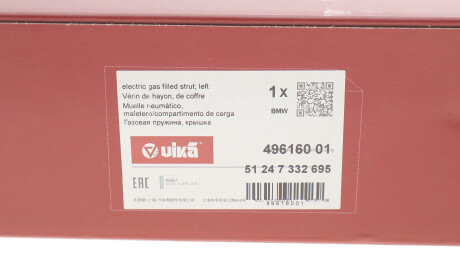 electric gas filled strut; left
Vérin de hayon, de coffre
Muelle neumático,
maletero/compartimento de carga
Газовая пружина, крышка
1 x
BMW
vika
496160 01
51 24 7 332 695
EAC
49616001